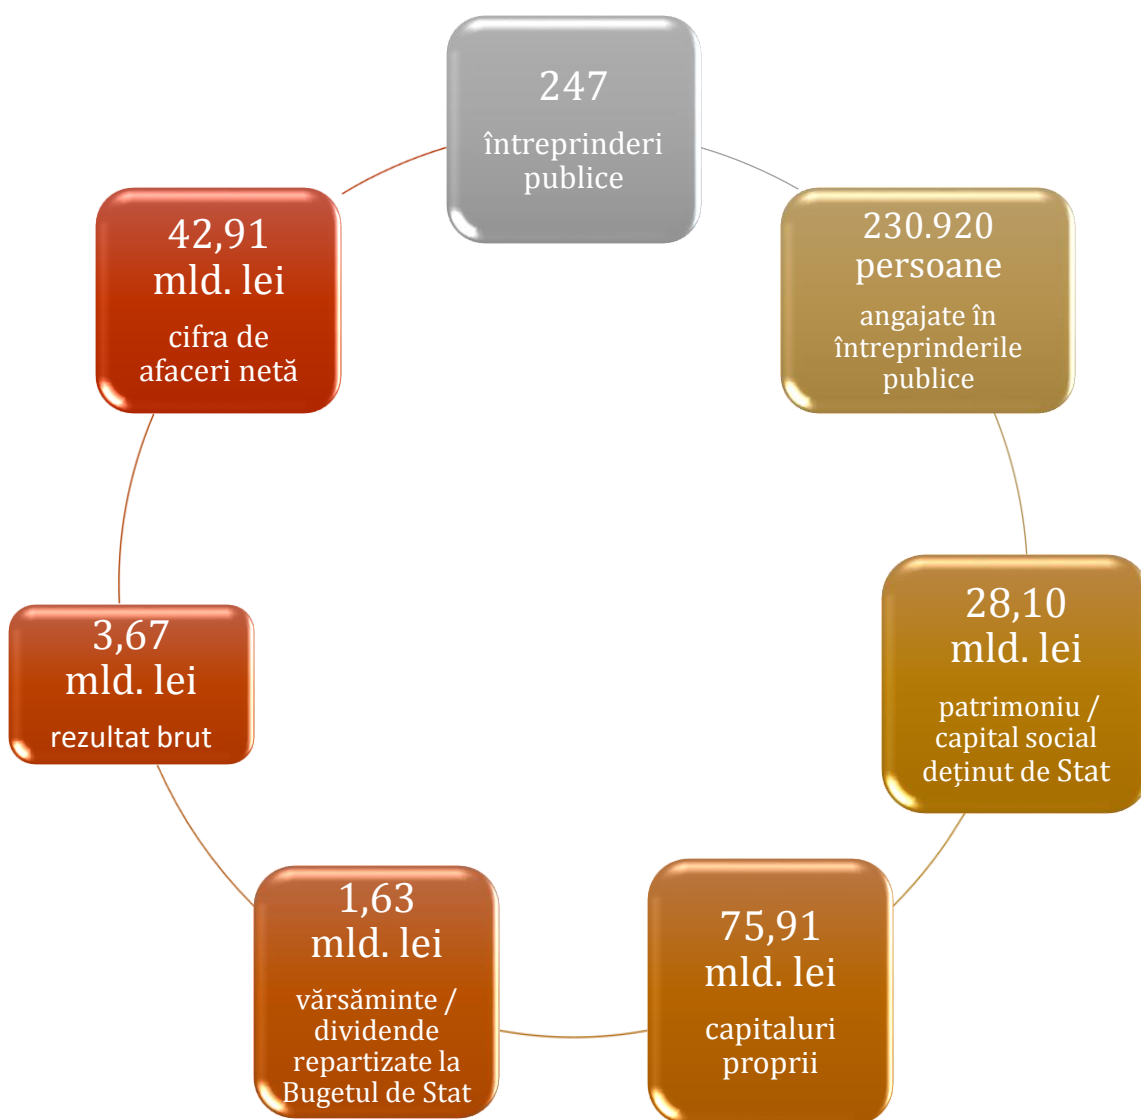 247
întreprinderi
publice
230.920
persoane
angajate în
întreprinderile
publice
28,10
mld. lei
patrimoniu /
capital social
deținut de Stat
75,91
mld. lei
capitaluri
proprii
1,63
mld. lei
vărsăminte /
dividende
repartizate la
Bugetul de Stat
3,67
mld. lei
rezultat brut
42,91
mld. lei
cifra de
afaceri netă